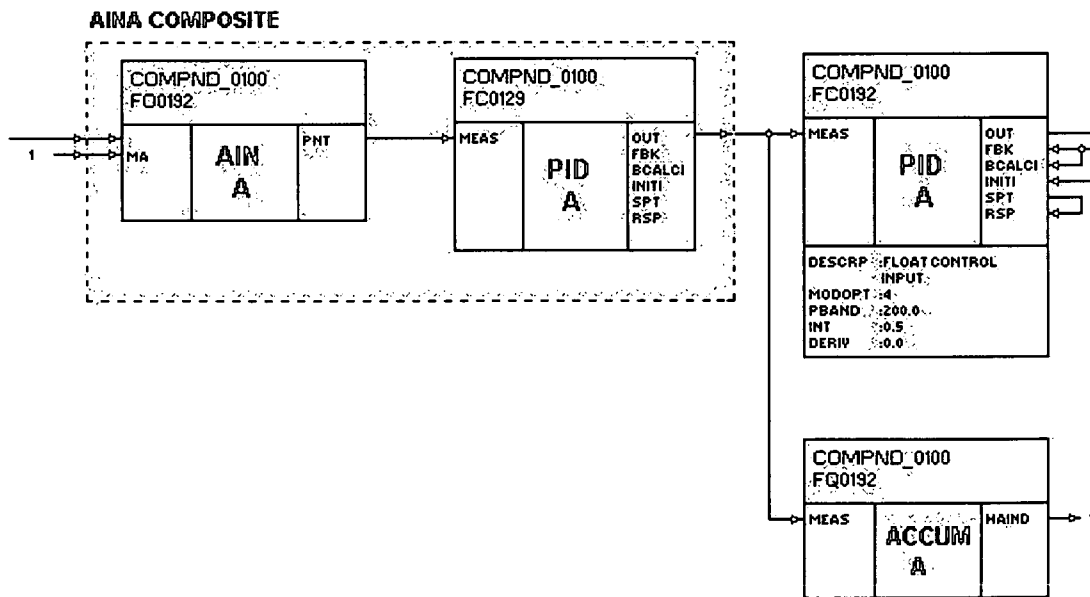 AINA COMPOSITE
COMPND_0100
FO0192
1
MA
AIN
A
PNT
COMPND_0100
FC0129
MEAS
PID
A
OUT
FBK
BCALCI
INITI
SPT
RSP
COMPND_0100
FC0192
MEAS
PID
A
OUT
FBK
BCALCI
INITI
SPT
RSP
DESCRP :FLOAT CONTROL
INPUT
MODOPT :4
PBAND :200.0
INT :0.5
DERIV :0.0
COMPND_0100
FQ0192
MEAS
ACCUM
A
HAIND